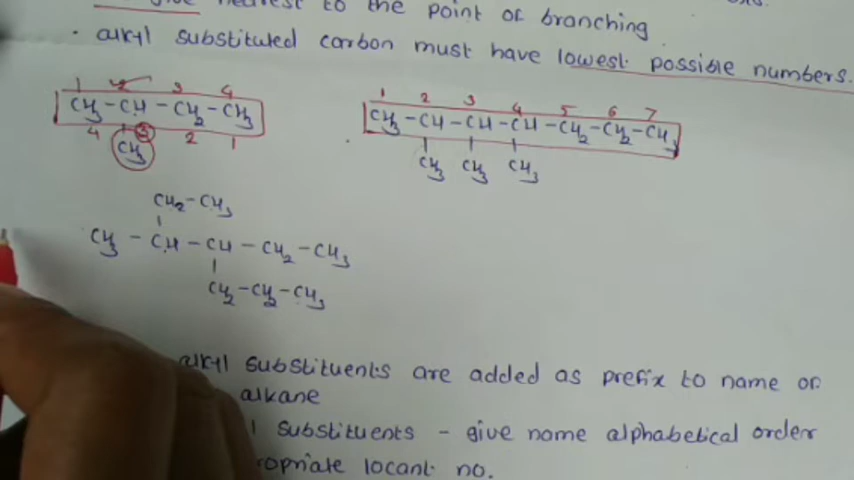 nearest to the point of branching
. alkyl substituted carbon must have lowest possible numbers.
1 2 3 4
CH3 - CH - CH2 - CH3
4 3 2 1
CH3
1 2 3 4 5 6 7
CH3 - CH - CH - CH - CH2 - CH2 - CH3
CH3 CH3 CH3
CH2 - CH3
CH3 - CH - CH - CH2 - CH3
CH2 - CH2 - CH3
alkyl substituents are added as prefix to name of
alkane
substituents - give name alphabetical order
locant no.